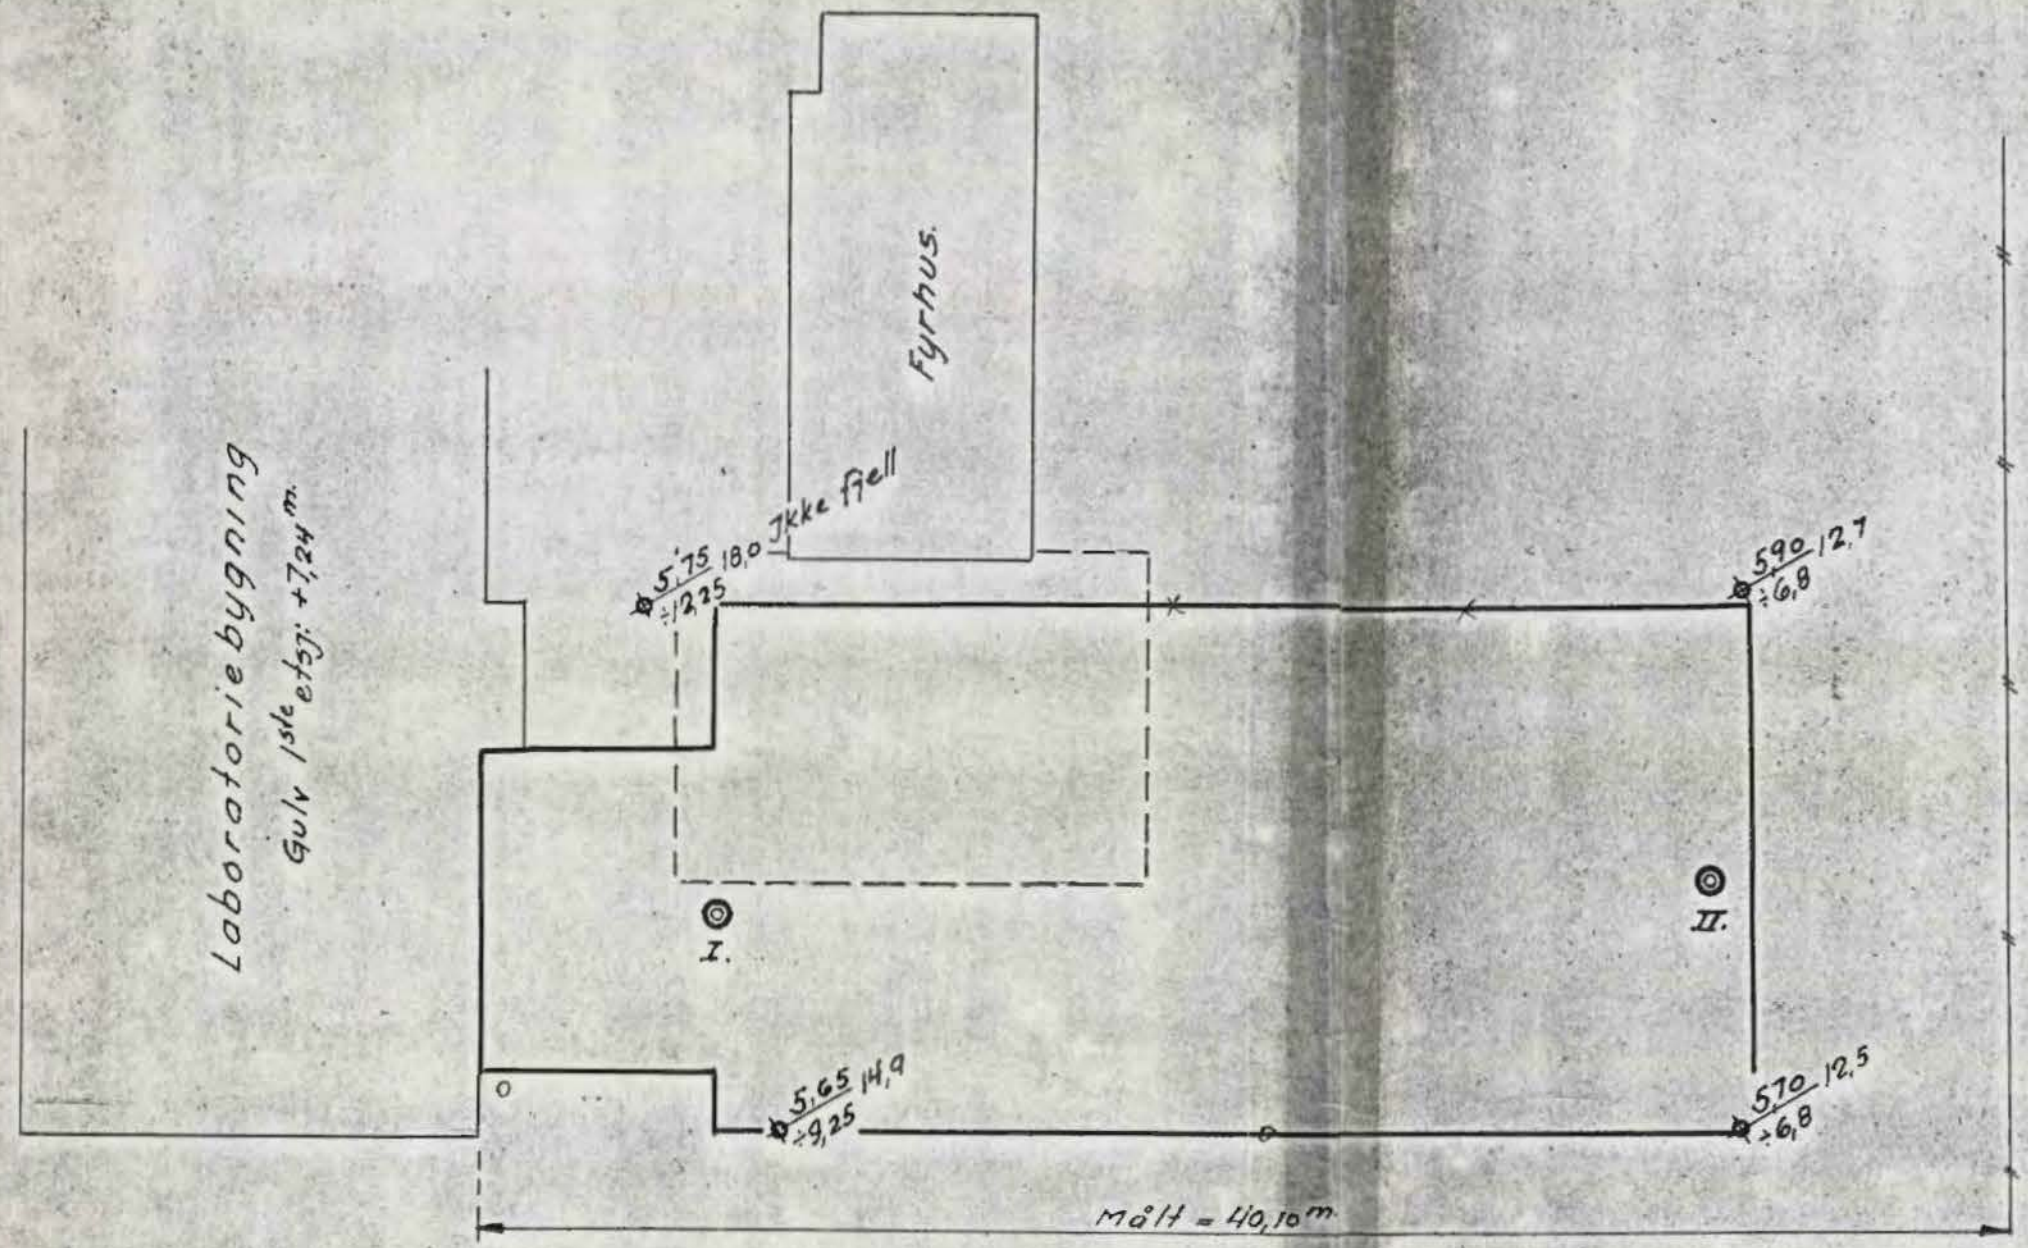 Laboratoriebygning
Gulv 1ste etsj: +7,24 m.
Fyrhus.
5,75 18,0 Ikke fjell
÷12,25
5,90 12,7
÷6,8
I.
II.
5,65 14,9
÷9,25
5,70 12,5
÷6,8
Målt = 40,10 m.